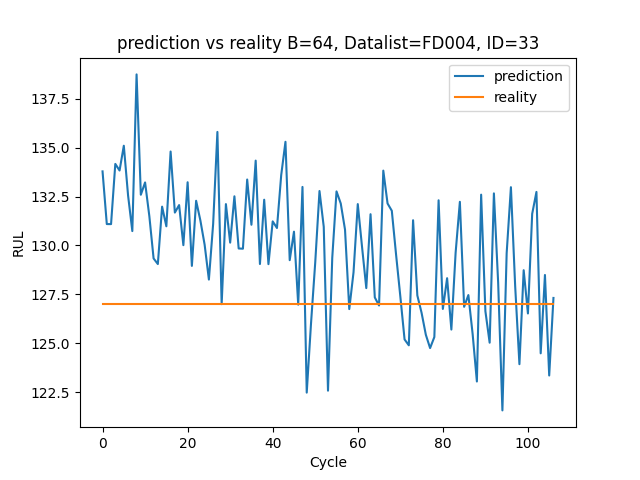 prediction vs reality B=64, Datalist=FD004, ID=33
prediction
reality
RUL
137.5
135.0
132.5
130.0
127.5
125.0
122.5
0 20 40 60 80 100
Cycle